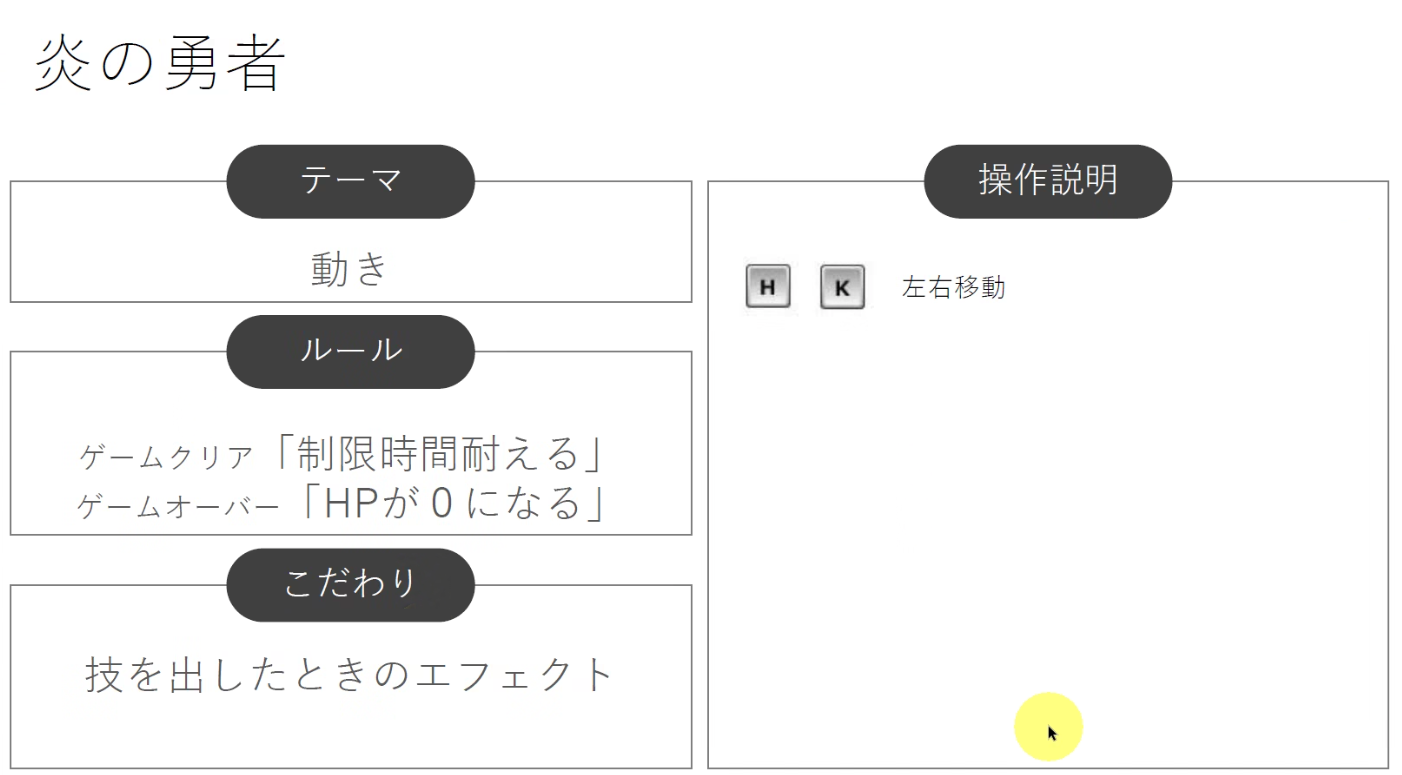 炎の勇者
テーマ
動き
ルール
ゲームクリア「制限時間耐える」
ゲームオーバー「HPが０になる」
こだわり
技を出したときのエフェクト
操作説明
H K 左右移動